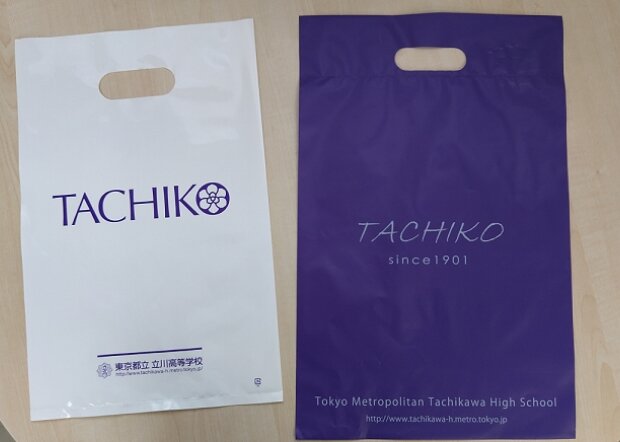 TACHIKO
東京都立 立川高等学校
http://www.tachikawa-h.metro.tokyo.jp/
TACHIKO
since1901
Tokyo Metropolitan Tachikawa High School
http://www.tachikawa-h.metro.tokyo.jp